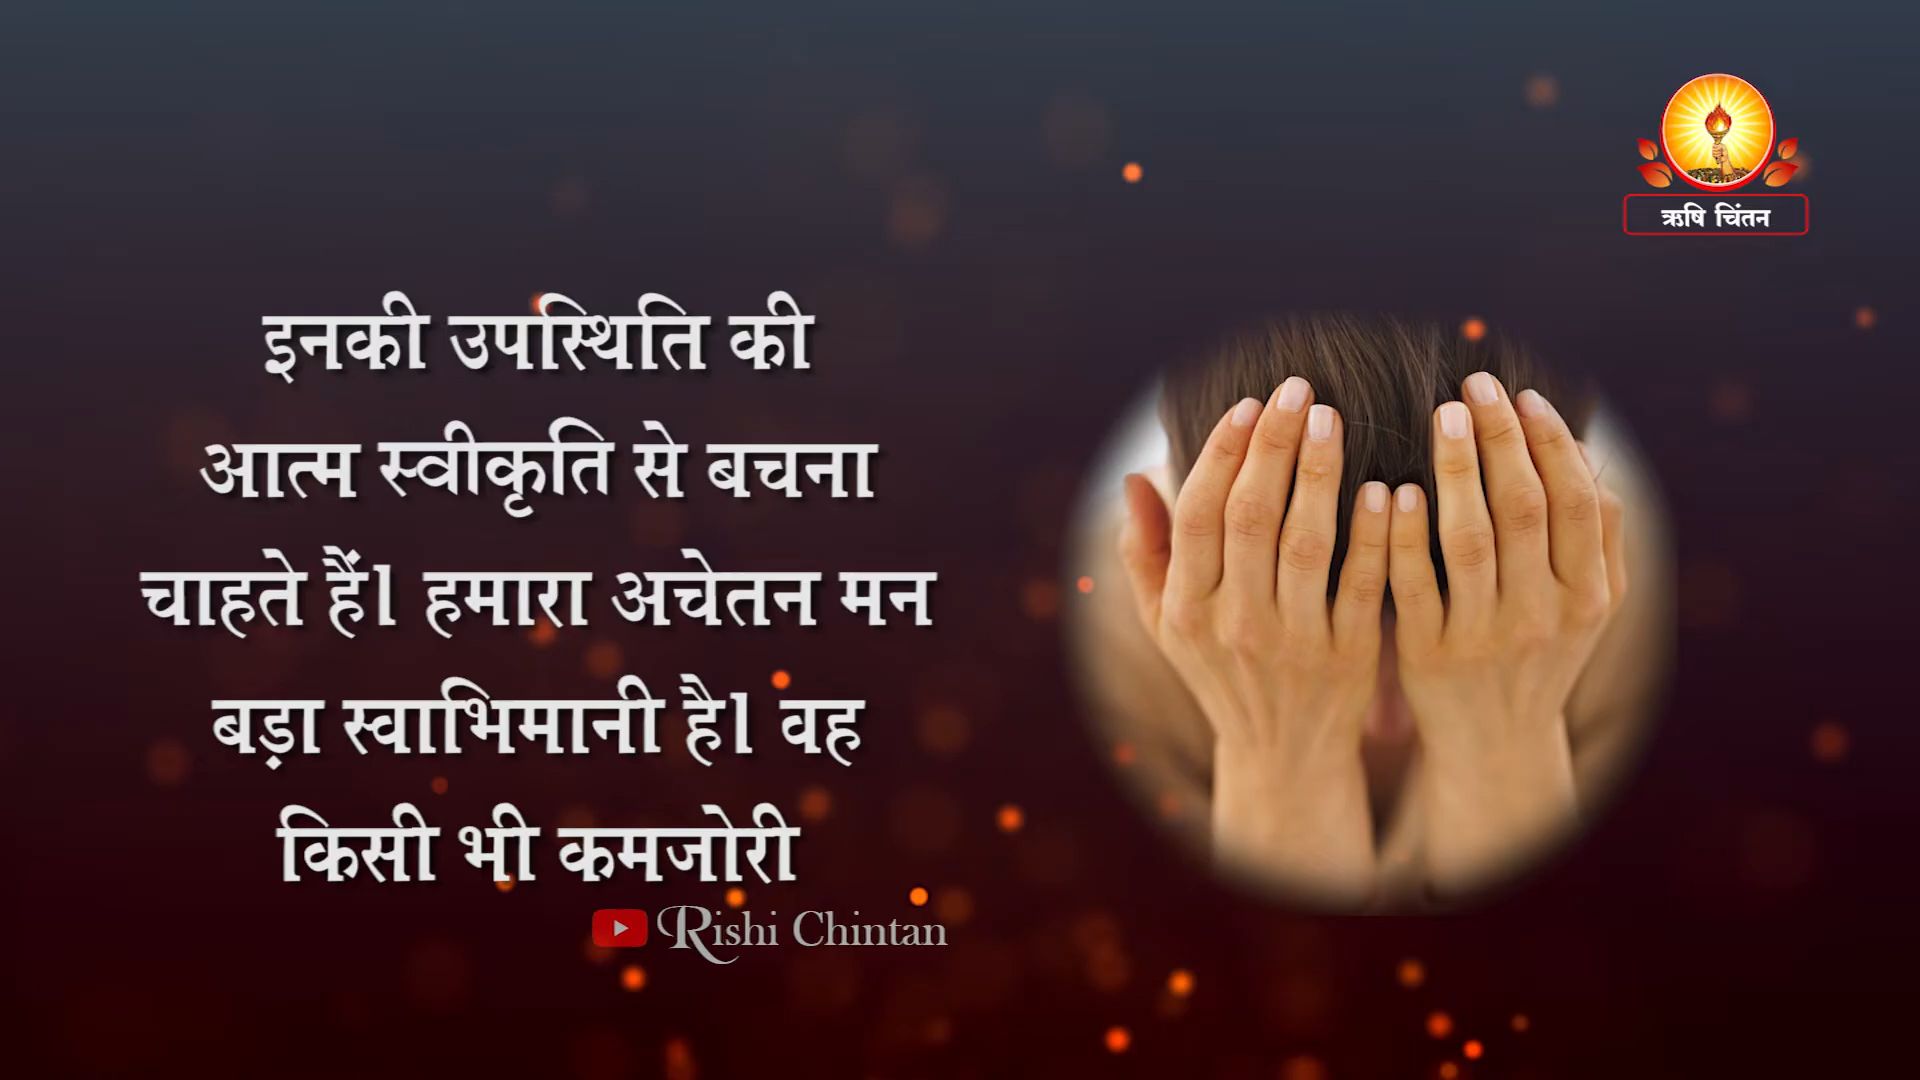 ऋषि चिंतन
इनकी उपस्थिति की
आत्म स्वीकृति से बचना
चाहते हैं। हमारा अचेतन मन
बड़ा स्वाभिमानी है। वह
किसी भी कमजोरी
Rishi Chintan